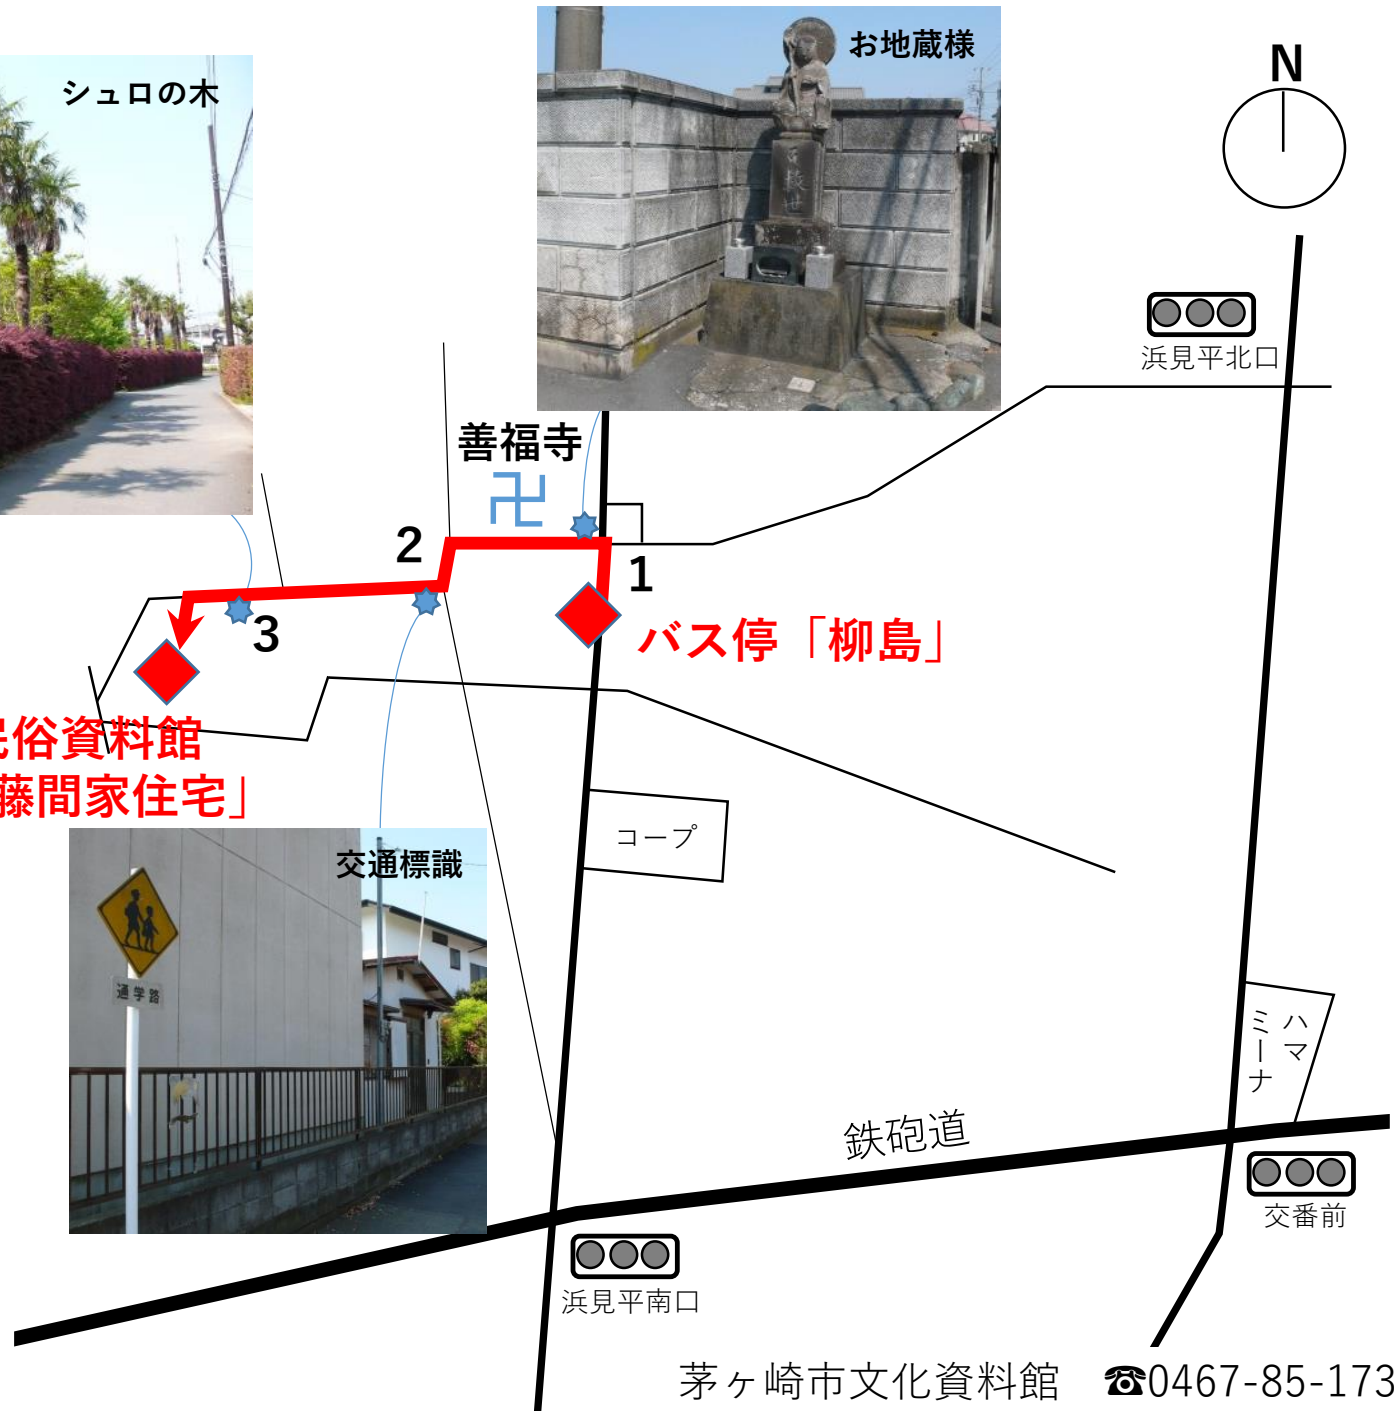 お地蔵様
N
シュロの木
浜見平北口
善福寺
卍
2
1
3
バス停「柳島」
民俗資料館
藤間家住宅」
コープ
交通標識
通学路
ハマ
ミーナ
鉄砲道
交番前
浜見平南口
茅ヶ崎市文化資料館 ☎0467-85-173